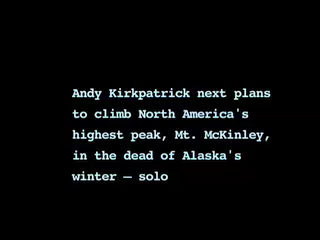 Andy Kirkpatrick next plans
to climb North America's
highest peak, Mt. McKinley,
in the dead of Alaska's
winter — solo